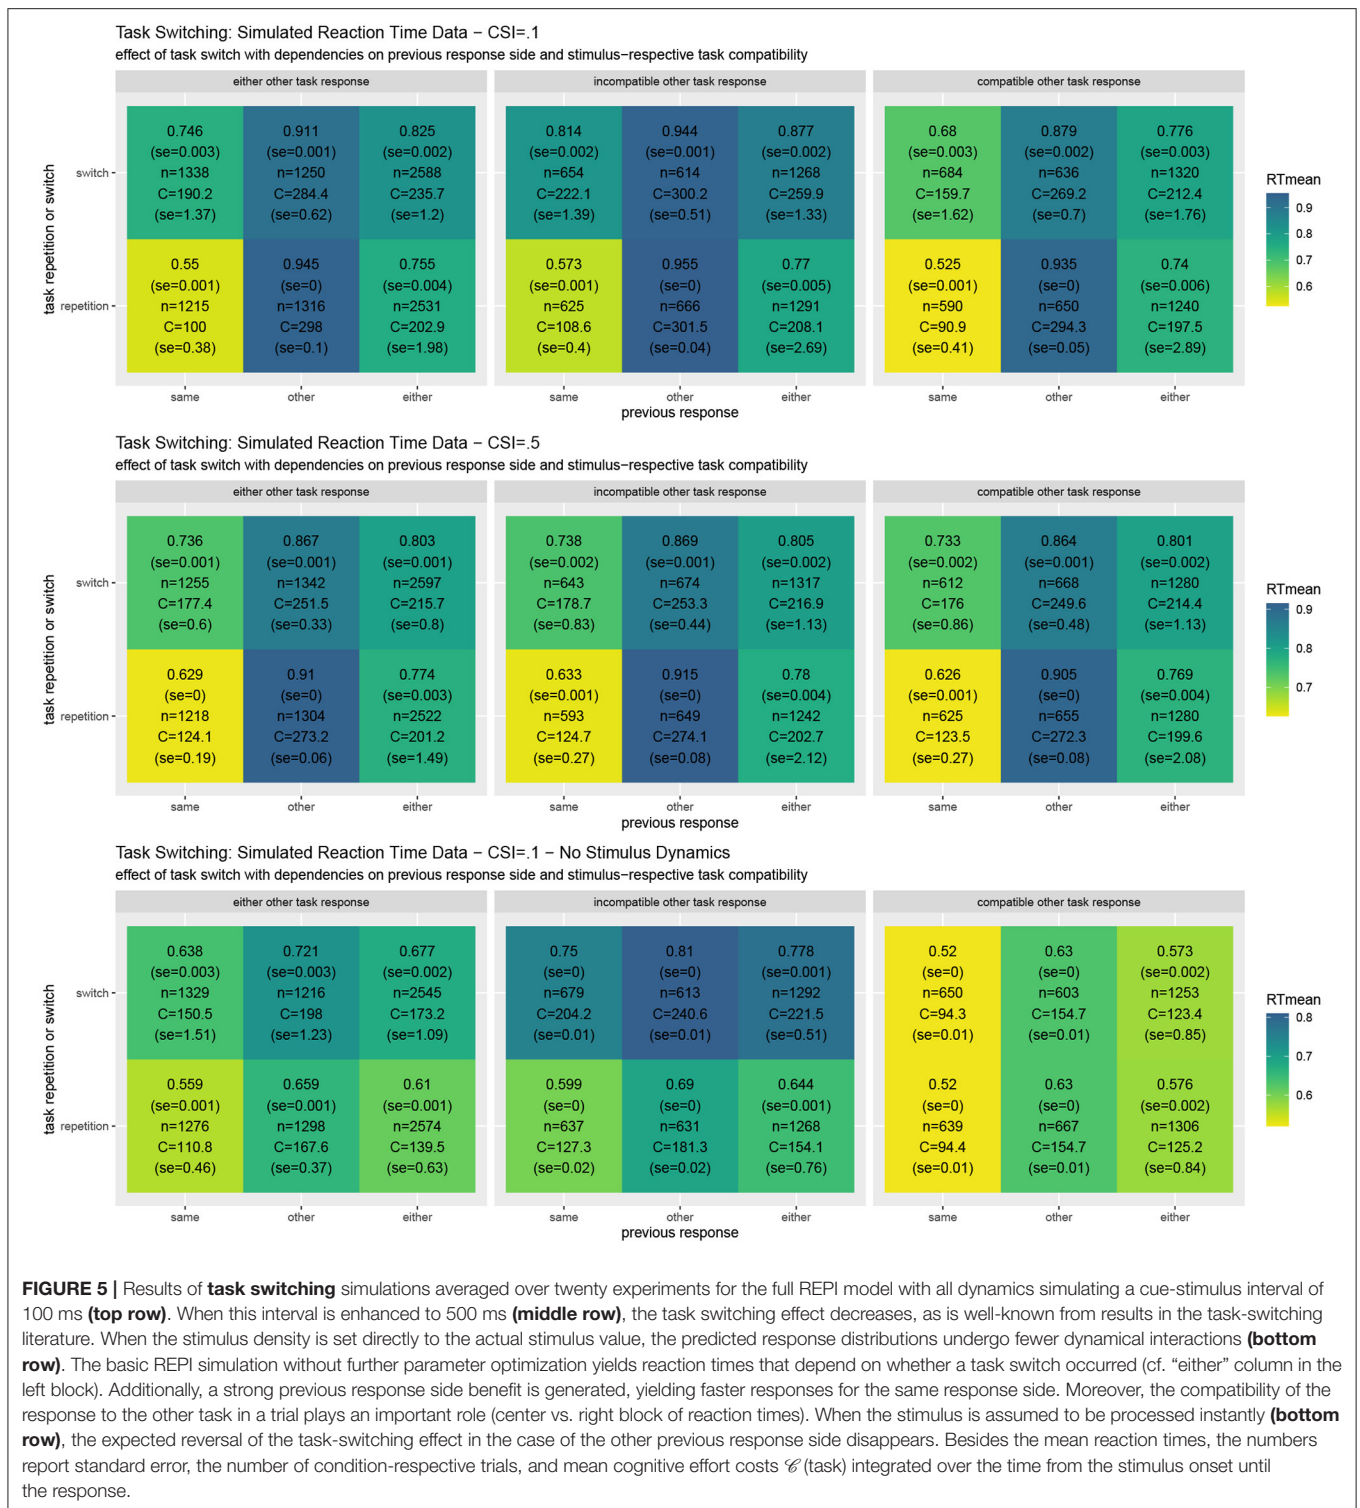 Task Switching: Simulated Reaction Time Data − CSI=.1
effect of task switch with dependencies on previous response side and stimulus−respective task compatibility
either other task response
incompatible other task response
compatible other task response
task repetition or switch
switch
0.746 0.911 0.825 0.814 0.944 0.877 0.68 0.879 0.776
(se=0.003) (se=0.001) (se=0.002) (se=0.002) (se=0.001) (se=0.002) (se=0.003) (se=0.002) (se=0.003)
n=1338 n=1250 n=2588 n=654 n=614 n=1268 n=684 n=636 n=1320
C=190.2 C=284.4 C=235.7 C=222.1 C=300.2 C=259.9 C=159.7 C=269.2 C=212.4
(se=1.37) (se=0.62) (se=1.2) (se=1.39) (se=0.51) (se=1.33) (se=1.62) (se=0.7) (se=1.76)
repetition
0.55 0.945 0.755 0.573 0.955 0.77 0.525 0.935 0.74
(se=0.001) (se=0) (se=0.004) (se=0.001) (se=0) (se=0.005) (se=0.001) (se=0) (se=0.006)
n=1215 n=1316 n=2531 n=625 n=666 n=1291 n=590 n=650 n=1240
C=100 C=298 C=202.9 C=108.6 C=301.5 C=208.1 C=90.9 C=294.3 C=197.5
(se=0.38) (se=0.1) (se=1.98) (se=0.4) (se=0.04) (se=2.69) (se=0.41) (se=0.05) (se=2.89)
same other either same other either same other either
previous response
RTmean
0.9
0.8
0.7
0.6
Task Switching: Simulated Reaction Time Data − CSI=.5
effect of task switch with dependencies on previous response side and stimulus−respective task compatibility
either other task response
incompatible other task response
compatible other task response
task repetition or switch
switch
0.736 0.867 0.803 0.738 0.869 0.805 0.733 0.864 0.801
(se=0.001) (se=0.001) (se=0.001) (se=0.002) (se=0.001) (se=0.002) (se=0.002) (se=0.001) (se=0.002)
n=1255 n=1342 n=2597 n=643 n=674 n=1317 n=612 n=668 n=1280
C=177.4 C=251.5 C=215.7 C=178.7 C=253.3 C=216.9 C=176 C=249.6 C=214.4
(se=0.6) (se=0.33) (se=0.8) (se=0.83) (se=0.44) (se=1.13) (se=0.86) (se=0.48) (se=1.13)
repetition
0.629 0.91 0.774 0.633 0.915 0.78 0.626 0.905 0.769
(se=0) (se=0) (se=0.003) (se=0.001) (se=0) (se=0.004) (se=0.001) (se=0) (se=0.004)
n=1218 n=1304 n=2522 n=593 n=649 n=1242 n=625 n=655 n=1280
C=124.1 C=273.2 C=201.2 C=124.7 C=274.1 C=202.7 C=123.5 C=272.3 C=199.6
(se=0.19) (se=0.06) (se=1.49) (se=0.27) (se=0.08) (se=2.12) (se=0.27) (se=0.08) (se=2.08)
same other either same other either same other either
previous response
RTmean
0.9
0.8
0.7
Task Switching: Simulated Reaction Time Data − CSI=.1 − No Stimulus Dynamics
effect of task switch with dependencies on previous response side and stimulus−respective task compatibility
either other task response
incompatible other task response
compatible other task response
task repetition or switch
switch
0.638 0.721 0.677 0.75 0.81 0.778 0.52 0.63 0.573
(se=0.003) (se=0.003) (se=0.002) (se=0) (se=0) (se=0.001) (se=0) (se=0) (se=0.002)
n=1329 n=1216 n=2545 n=679 n=613 n=1292 n=650 n=603 n=1253
C=150.5 C=198 C=173.2 C=204.2 C=240.6 C=221.5 C=94.3 C=154.7 C=123.4
(se=1.51) (se=1.23) (se=1.09) (se=0.01) (se=0.01) (se=0.51) (se=0.01) (se=0.01) (se=0.85)
repetition
0.559 0.659 0.61 0.599 0.69 0.644 0.52 0.63 0.576
(se=0.001) (se=0.001) (se=0.001) (se=0) (se=0) (se=0.001) (se=0) (se=0) (se=0.002)
n=1276 n=1298 n=2574 n=637 n=631 n=1268 n=639 n=667 n=1306
C=110.8 C=167.6 C=139.5 C=127.3 C=181.3 C=154.1 C=94.4 C=154.7 C=125.2
(se=0.46) (se=0.37) (se=0.63) (se=0.02) (se=0.02) (se=0.76) (se=0.01) (se=0.01) (se=0.84)
same other either same other either same other either
previous response
RTmean
0.8
0.7
0.6
FIGURE 5 | Results of task switching simulations averaged over twenty experiments for the full REPI model with all dynamics simulating a cue-stimulus interval of
100 ms (top row). When this interval is enhanced to 500 ms (middle row), the task switching effect decreases, as is well-known from results in the task-switching
literature. When the stimulus density is set directly to the actual stimulus value, the predicted response distributions undergo fewer dynamical interactions (bottom
row). The basic REPI simulation without further parameter optimization yields reaction times that depend on whether a task switch occurred (cf. “either” column in the
left block). Additionally, a strong previous response side benefit is generated, yielding faster responses for the same response side. Moreover, the compatibility of the
response to the other task in a trial plays an important role (center vs. right block of reaction times). When the stimulus is assumed to be processed instantly (bottom
row), the expected reversal of the task-switching effect in the case of the other previous response side disappears. Besides the mean reaction times, the numbers
report standard error, the number of condition-respective trials, and mean cognitive effort costs 𝒞 (task) integrated over the time from the stimulus onset until
the response.